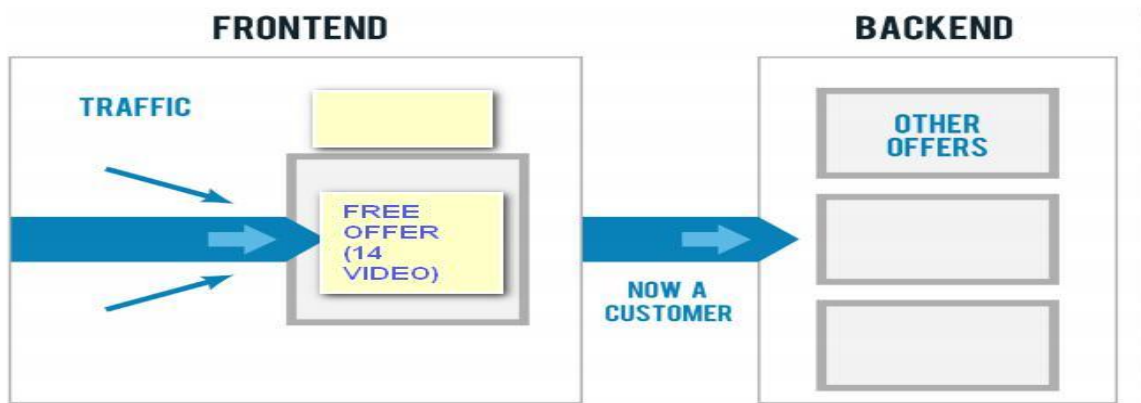 FRONTEND
BACKEND
TRAFFIC
FREE
OFFER
(14
VIDEO)
NOW A
CUSTOMER
OTHER
OFFERS